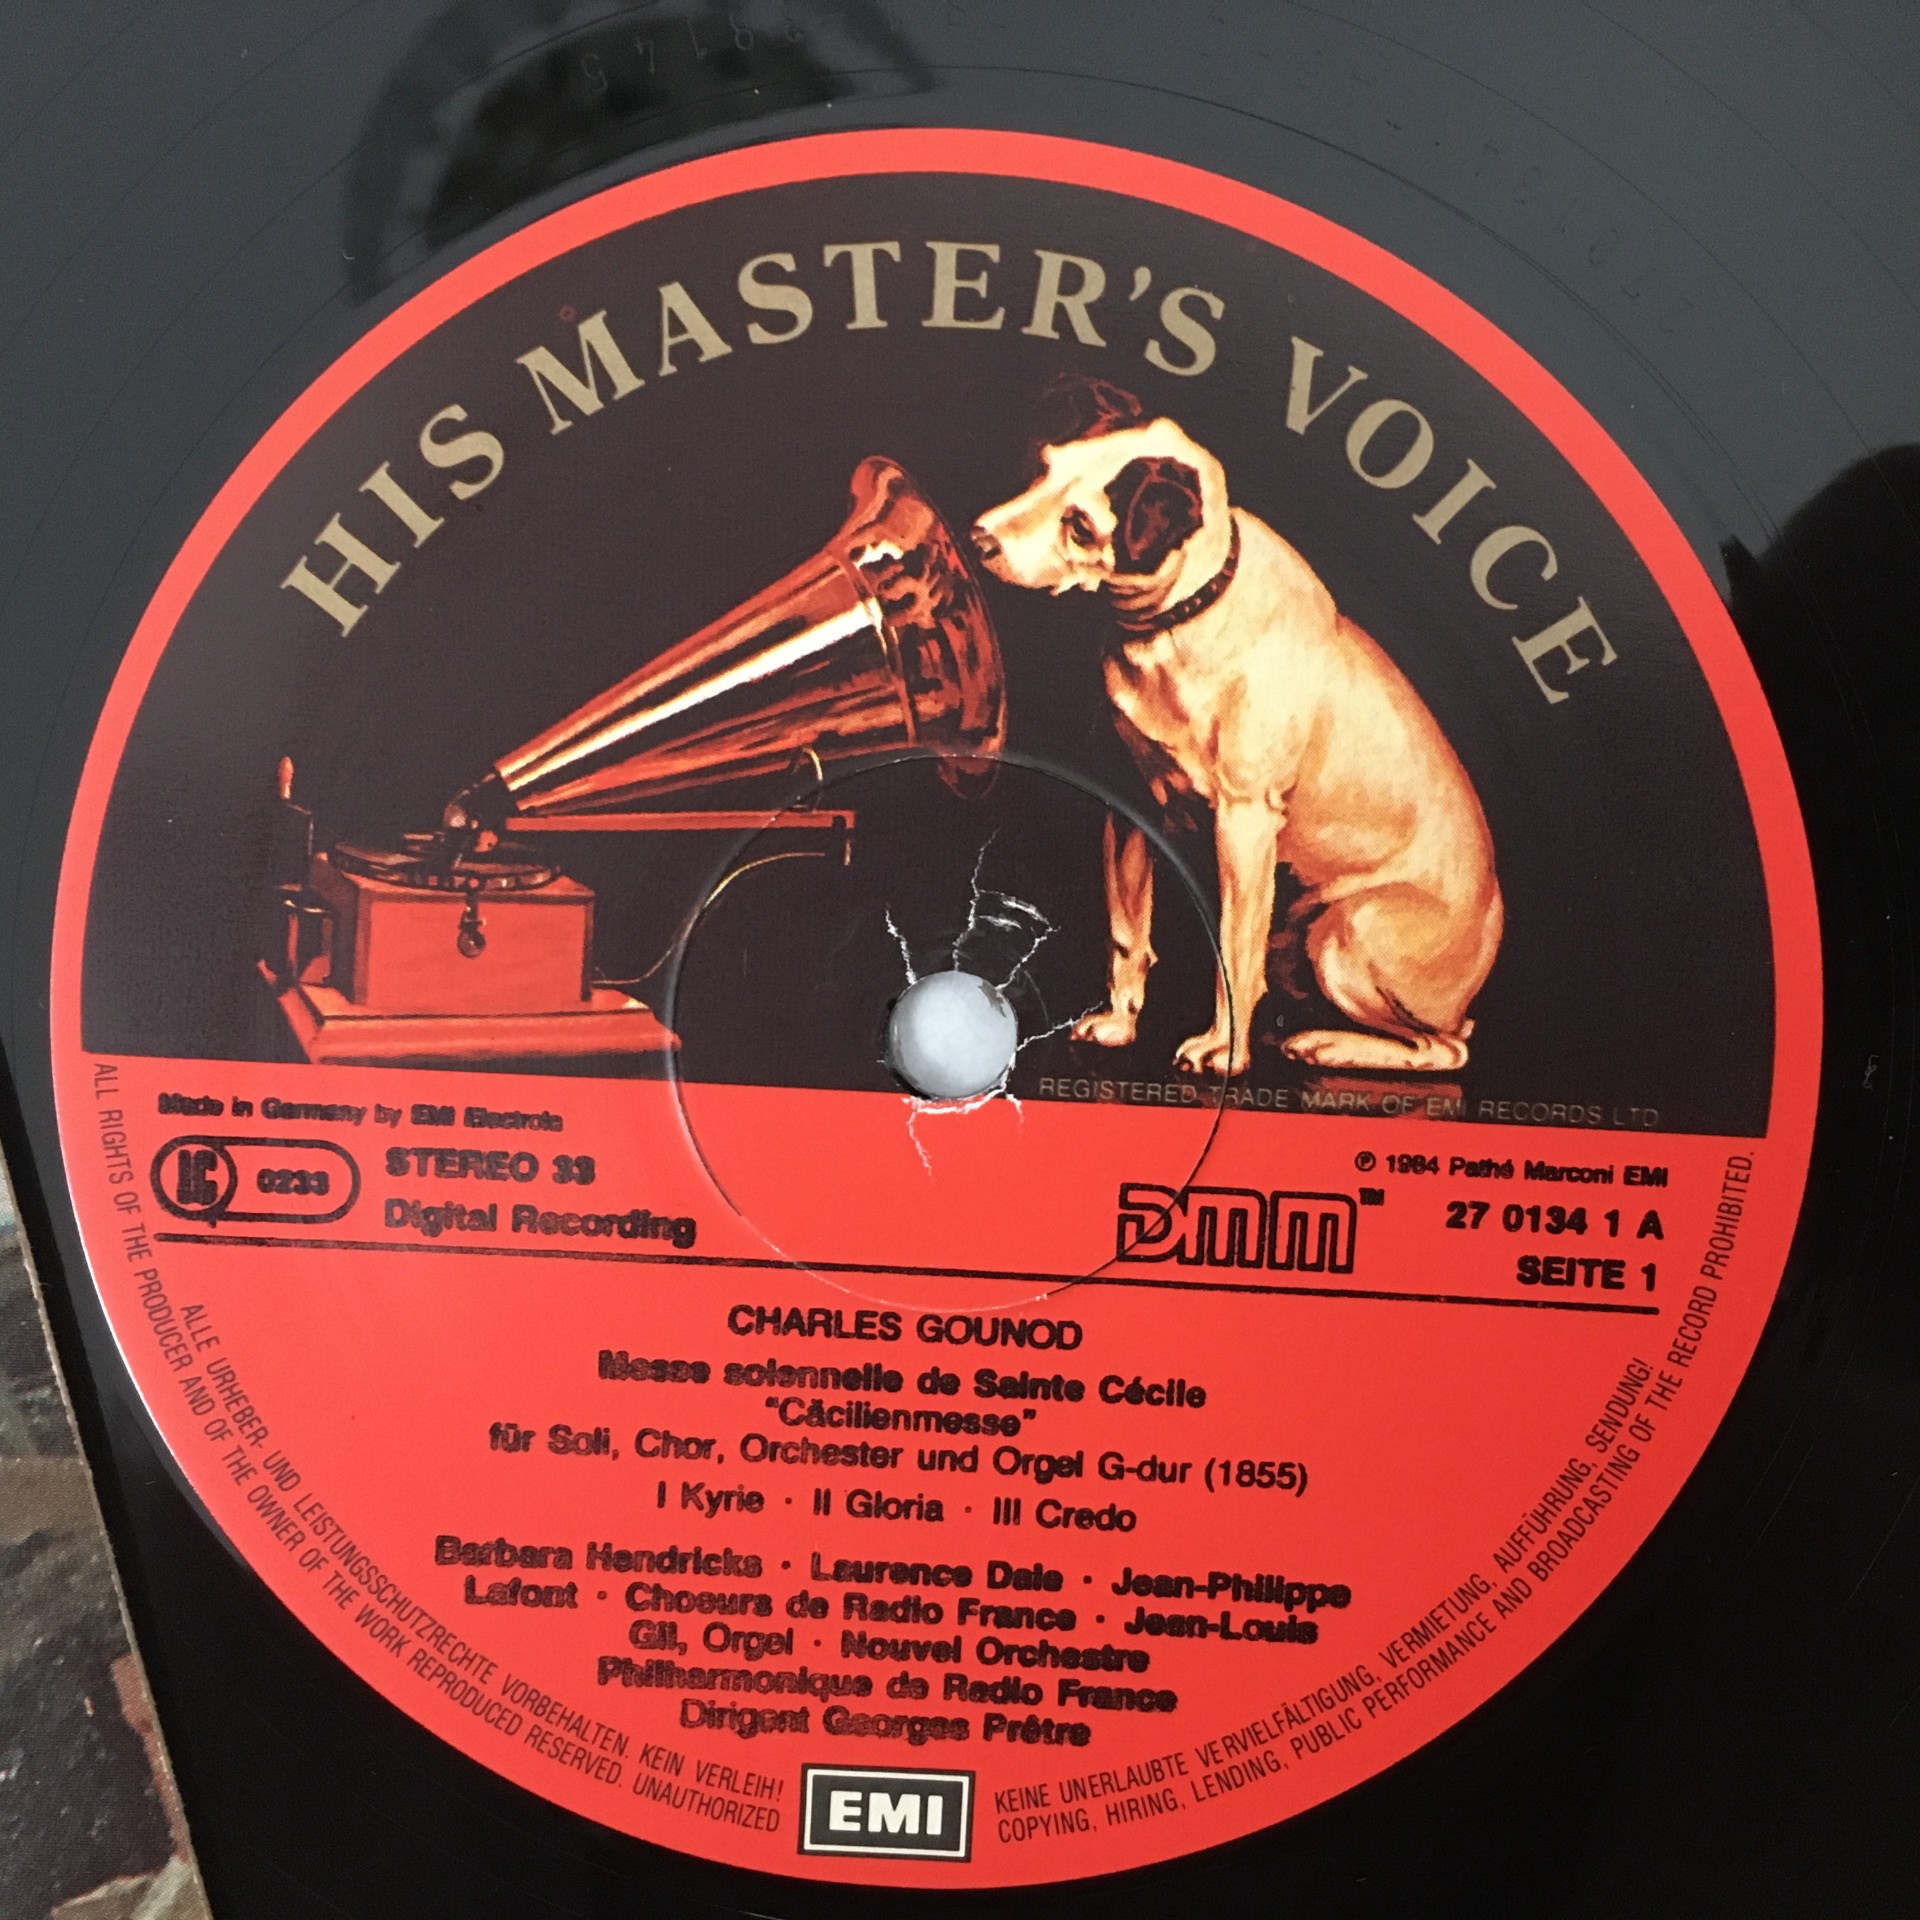 HIS MASTER'S VOICE
REGISTERED TRADE MARK OF EMI RECORDS LTD
Made in Germany by EMI Electrola
LC 0233
STEREO 33
Digital Recording
DMM™
℗ 1984 Pathé Marconi EMI
27 0134 1 A
SEITE 1
CHARLES GOUNOD
Messe solennelle de Sainte Cécile
“Cäcilienmesse”
für Soli, Chor, Orchester und Orgel G-dur (1855)
I Kyrie · II Gloria · III Credo
Barbara Hendricks · Laurence Dale · Jean-Philippe
Lafont · Choeurs de Radio France · Jean-Louis
Gil, Orgel · Nouvel Orchestre
Philharmonique de Radio France
Dirigent Georges Prêtre
EMI
ALLE URHEBER- UND LEISTUNGSSCHUTZRECHTE VORBEHALTEN. KEIN VERLEIH!
KEINE UNERLAUBTE VERVIELFÄLTIGUNG, VERMIETUNG, AUFFÜHRUNG, SENDUNG!
ALL RIGHTS OF THE PRODUCER AND OF THE OWNER OF THE WORK REPRODUCED RESERVED. UNAUTHORIZED
COPYING, HIRING, LENDING, PUBLIC PERFORMANCE AND BROADCASTING OF THE RECORD PROHIBITED.